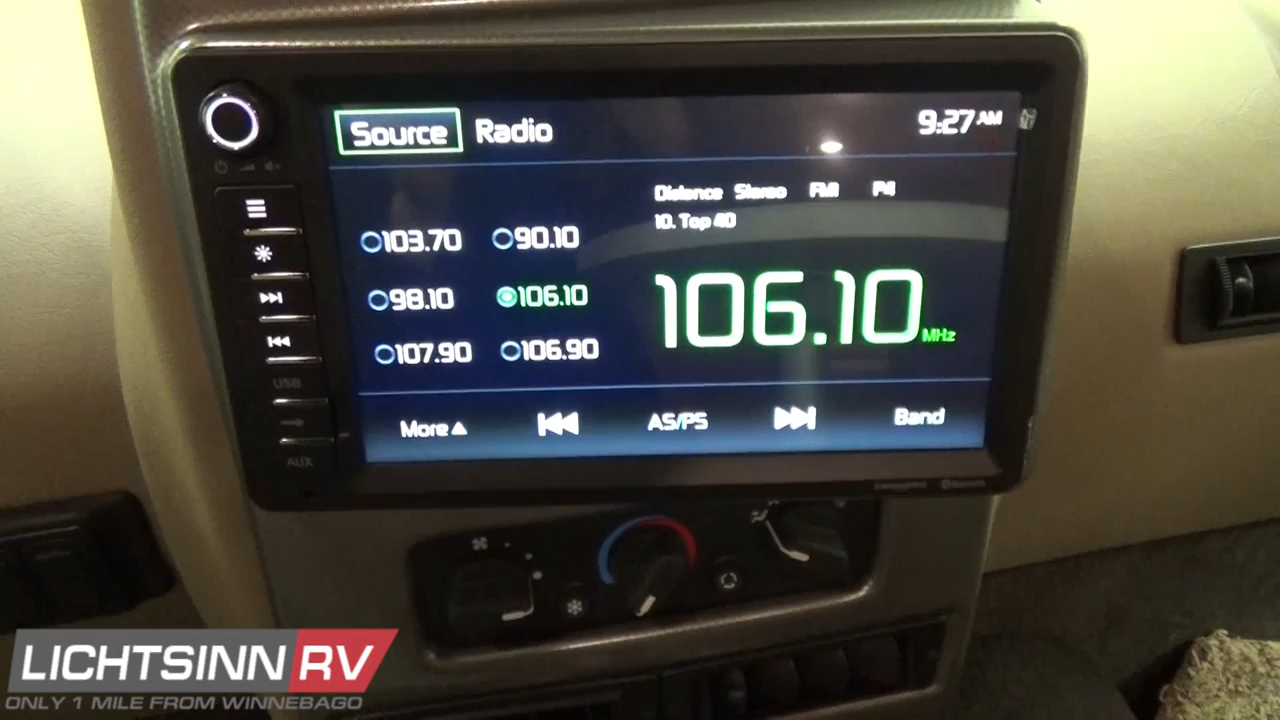 Source Radio 9:27 AM
Distance Stereo FM1 P4
10. Top 40
103.70 90.10
98.10 106.10
107.90 106.90
106.10 MHz
More AS/PS Band
USB
AUX
Bluetooth
LICHTSINN RV
ONLY 1 MILE FROM WINNEBAGO